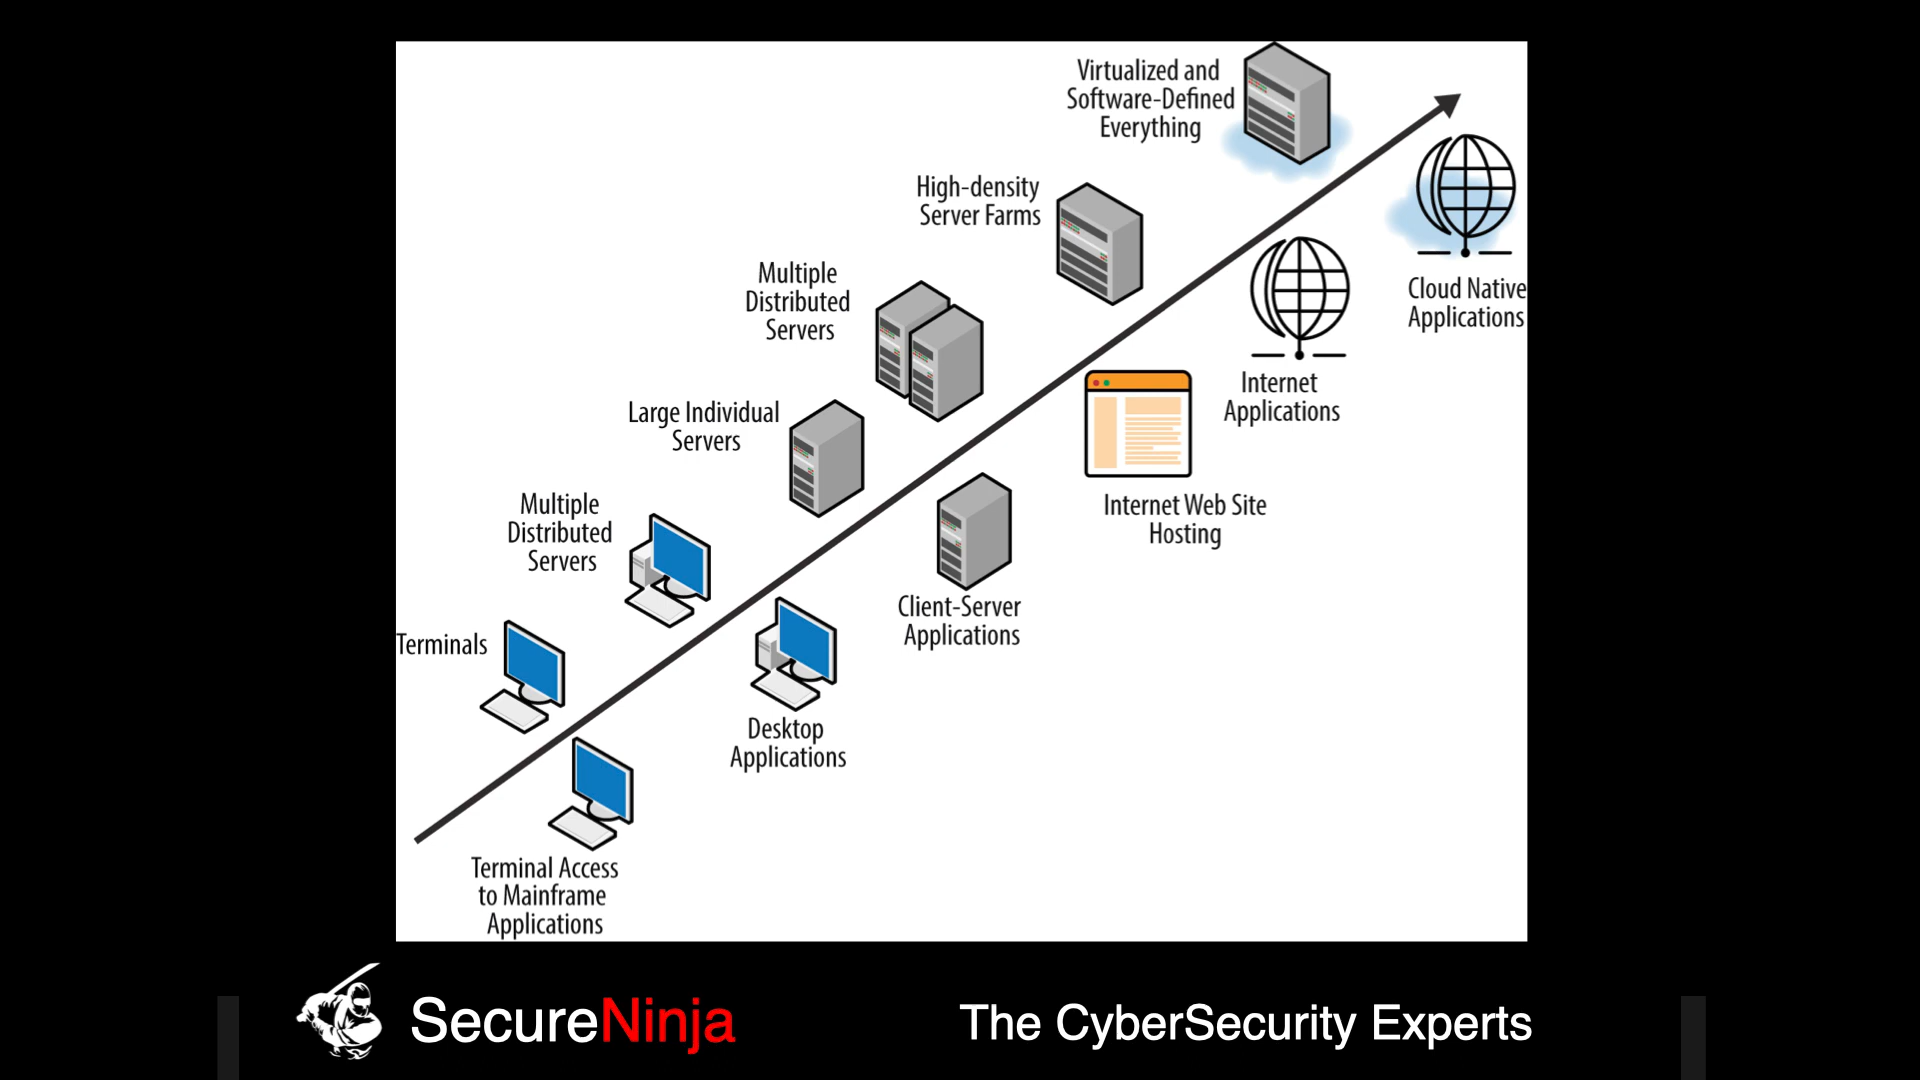 Virtualized and
Software-Defined
Everything
High-density
Server Farms
Multiple
Distributed
Servers
Large Individual
Servers
Multiple
Distributed
Servers
Terminals
Cloud Native
Applications
Internet
Applications
Internet Web Site
Hosting
Client-Server
Applications
Desktop
Applications
Terminal Access
to Mainframe
Applications
SecureNinja
The CyberSecurity Experts